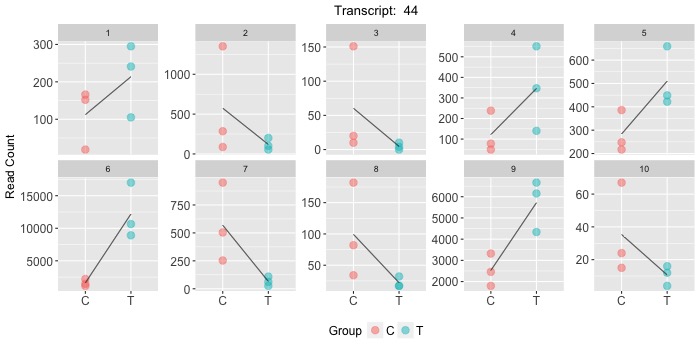 Transcript: 44
1 2 3 4 5
300 200 100
1000 500 0
150 100 50 0
500 400 300 200 100
600 500 400 300 200
Read Count
6 7 8 9 10
15000 10000 5000
750 500 250 0
150 100 50
6000 5000 4000 3000 2000
60 40 20
C T C T C T C T C T
Group C T